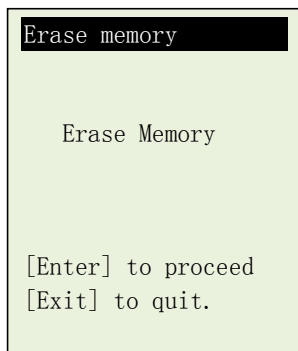 Erase memory
Erase Memory
[Enter] to proceed
[Exit] to quit.